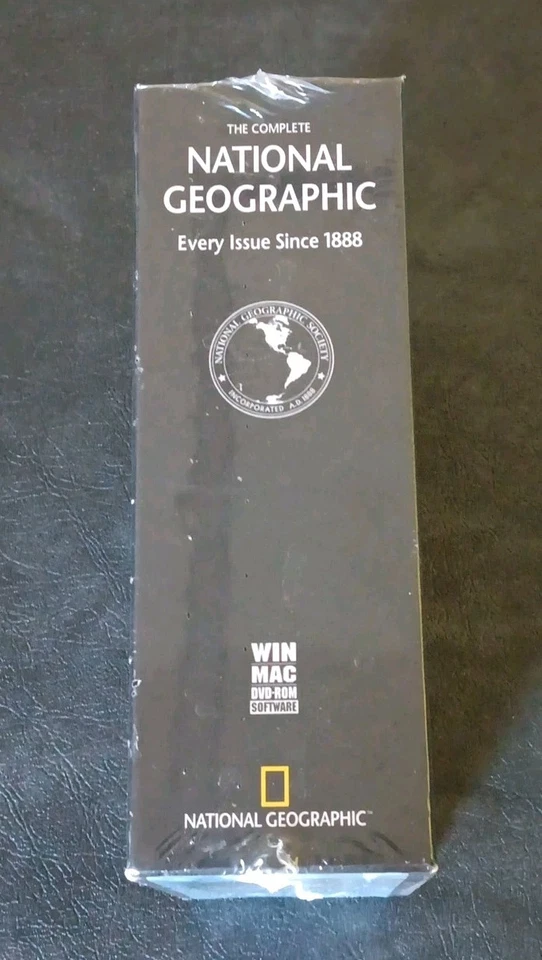 THE COMPLETE
NATIONAL
GEOGRAPHIC
Every Issue Since 1888
NATIONAL GEOGRAPHIC SOCIETY
INCORPORATED A.D. 1888
WIN
MAC
DVD-ROM
SOFTWARE
NATIONAL GEOGRAPHIC™